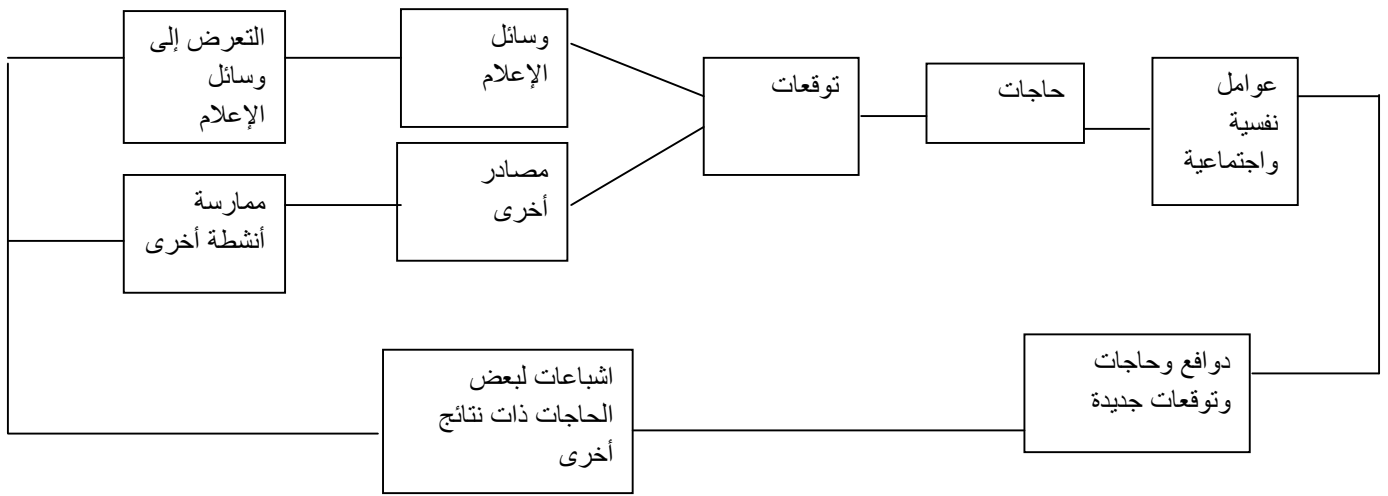 عوامل
نفسية
واجتماعية
حاجات
توقعات
وسائل
الإعلام
مصادر
أخرى
التعرض إلى
وسائل
الإعلام
ممارسة
أنشطة أخرى
اشباعات لبعض
الحاجات ذات نتائج
أخرى
دوافع وحاجات
وتوقعات جديدة